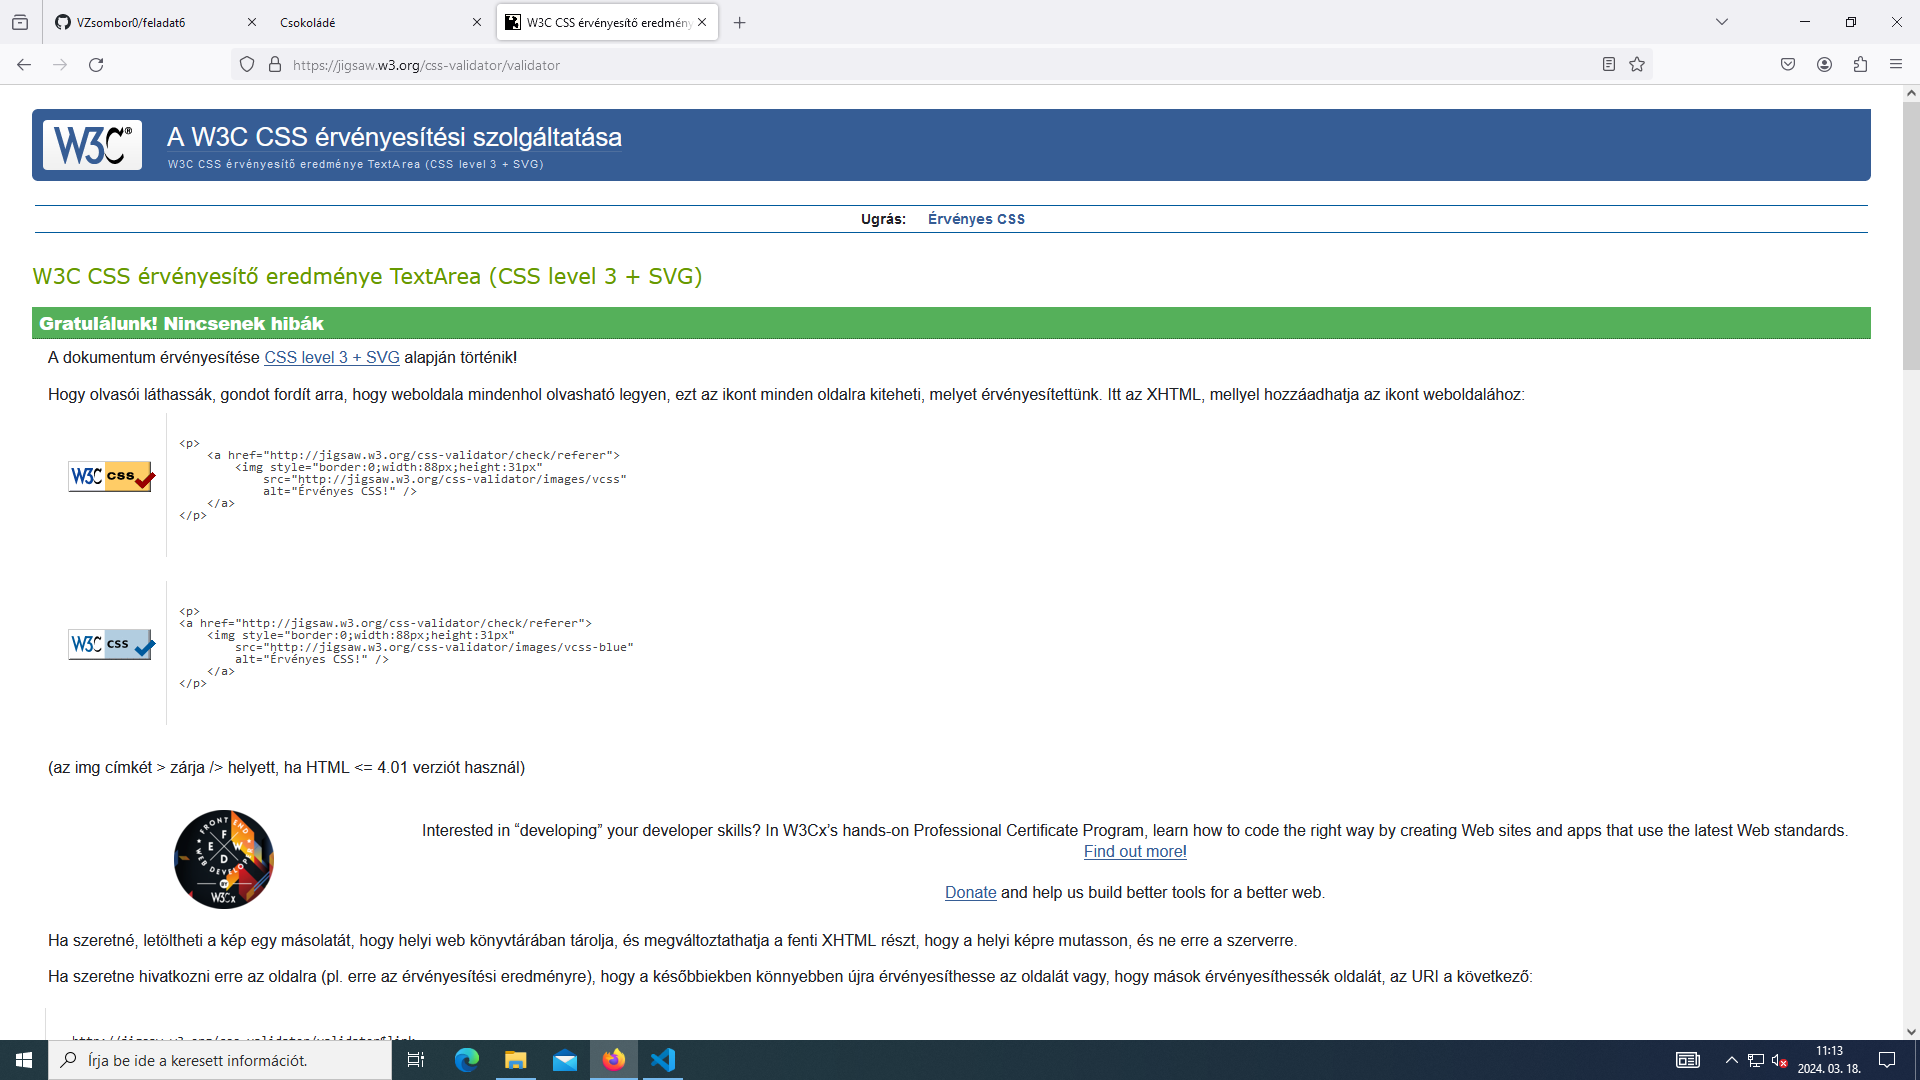 VZsombor0/feladat6
Csokoládé
W3C CSS érvényesítő eredmény
https://jigsaw.w3.org/css-validator/validator
W3C®
A W3C CSS érvényesítési szolgáltatása
W3C CSS érvényesítő eredménye TextArea (CSS level 3 + SVG)
Ugrás: Érvényes CSS
W3C CSS érvényesítő eredménye TextArea (CSS level 3 + SVG)
Gratulálunk! Nincsenek hibák
A dokumentum érvényesítése CSS level 3 + SVG alapján történik!
Hogy olvasói láthassák, gondot fordít arra, hogy weboldala mindenhol olvasható legyen, ezt az ikont minden oldalra kiteheti, melyet érvényesítettünk. Itt az XHTML, mellyel hozzáadhatja az ikont weboldalához:
W3C CSS
<p>
<a href="http://jigsaw.w3.org/css-validator/check/referer">
<img style="border:0;width:88px;height:31px"
src="http://jigsaw.w3.org/css-validator/images/vcss"
alt="Érvényes CSS!" />
</a>
</p>
W3C CSS
<p>
<a href="http://jigsaw.w3.org/css-validator/check/referer">
<img style="border:0;width:88px;height:31px"
src="http://jigsaw.w3.org/css-validator/images/vcss-blue"
alt="Érvényes CSS!" />
</a>
</p>
(az img címkét > zárja /> helyett, ha HTML <= 4.01 verziót használ)
FRONT END
F E W D
WEB DEVELOPER
BY
W3Cx
Interested in “developing” your developer skills? In W3Cx’s hands-on Professional Certificate Program, learn how to code the right way by creating Web sites and apps that use the latest Web standards.
Find out more!
Donate and help us build better tools for a better web.
Ha szeretné, letöltheti a kép egy másolatát, hogy helyi web könyvtárában tárolja, és megváltoztathatja a fenti XHTML részt, hogy a helyi képre mutasson, és ne erre a szerverre.
Ha szeretne hivatkozni erre az oldalra (pl. erre az érvényesítési eredményre), hogy a későbbiekben könnyebben újra érvényesíthesse az oldalát vagy, hogy mások érvényesíthessék oldalát, az URI a következő:
http://jigsaw.w3.org/css-validator/validator$link
Írja be ide a keresett információt.
11:13
2024. 03. 18.